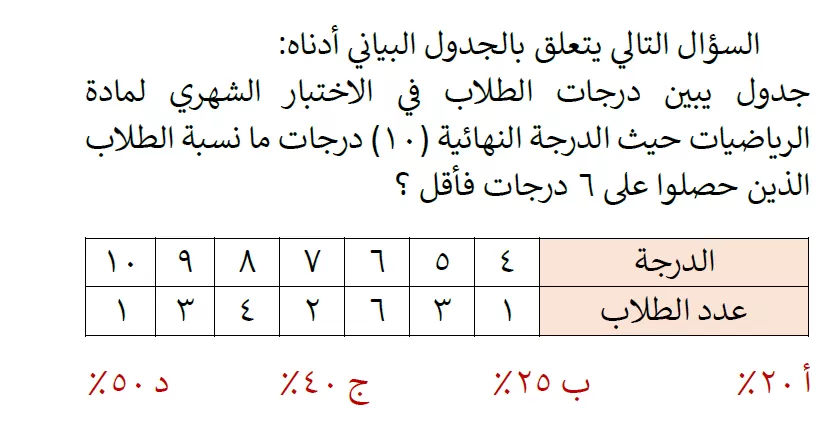 السؤال التالي يتعلق بالجدول البياني أدناه:
جدول يبين درجات الطلاب في الاختبار الشهري لمادة
الرياضيات حيث الدرجة النهائية (١٠) درجات ما نسبة الطلاب
الذين حصلوا على ٦ درجات فأقل ؟
الدرجة ٤ ٥ ٦ ٧ ٨ ٩ ١٠
عدد الطلاب ١ ٣ ٦ ٢ ٤ ٣ ١
أ ٢٠٪ ب ٢٥٪ ج ٤٠٪ د ٥٠٪